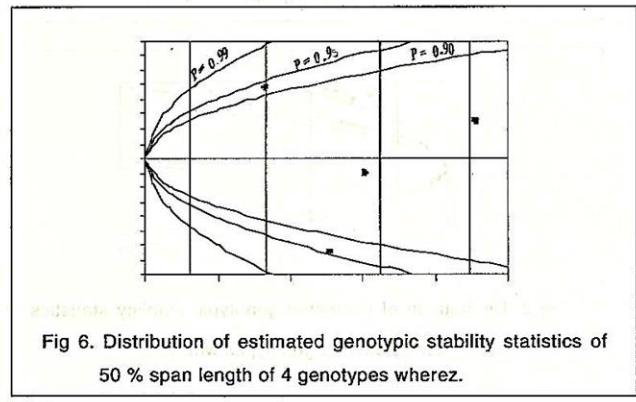 P = 0.99
P = 0.95
P = 0.90
Fig 6. Distribution of estimated genotypic stability statistics of
50 % span length of 4 genotypes wherez.